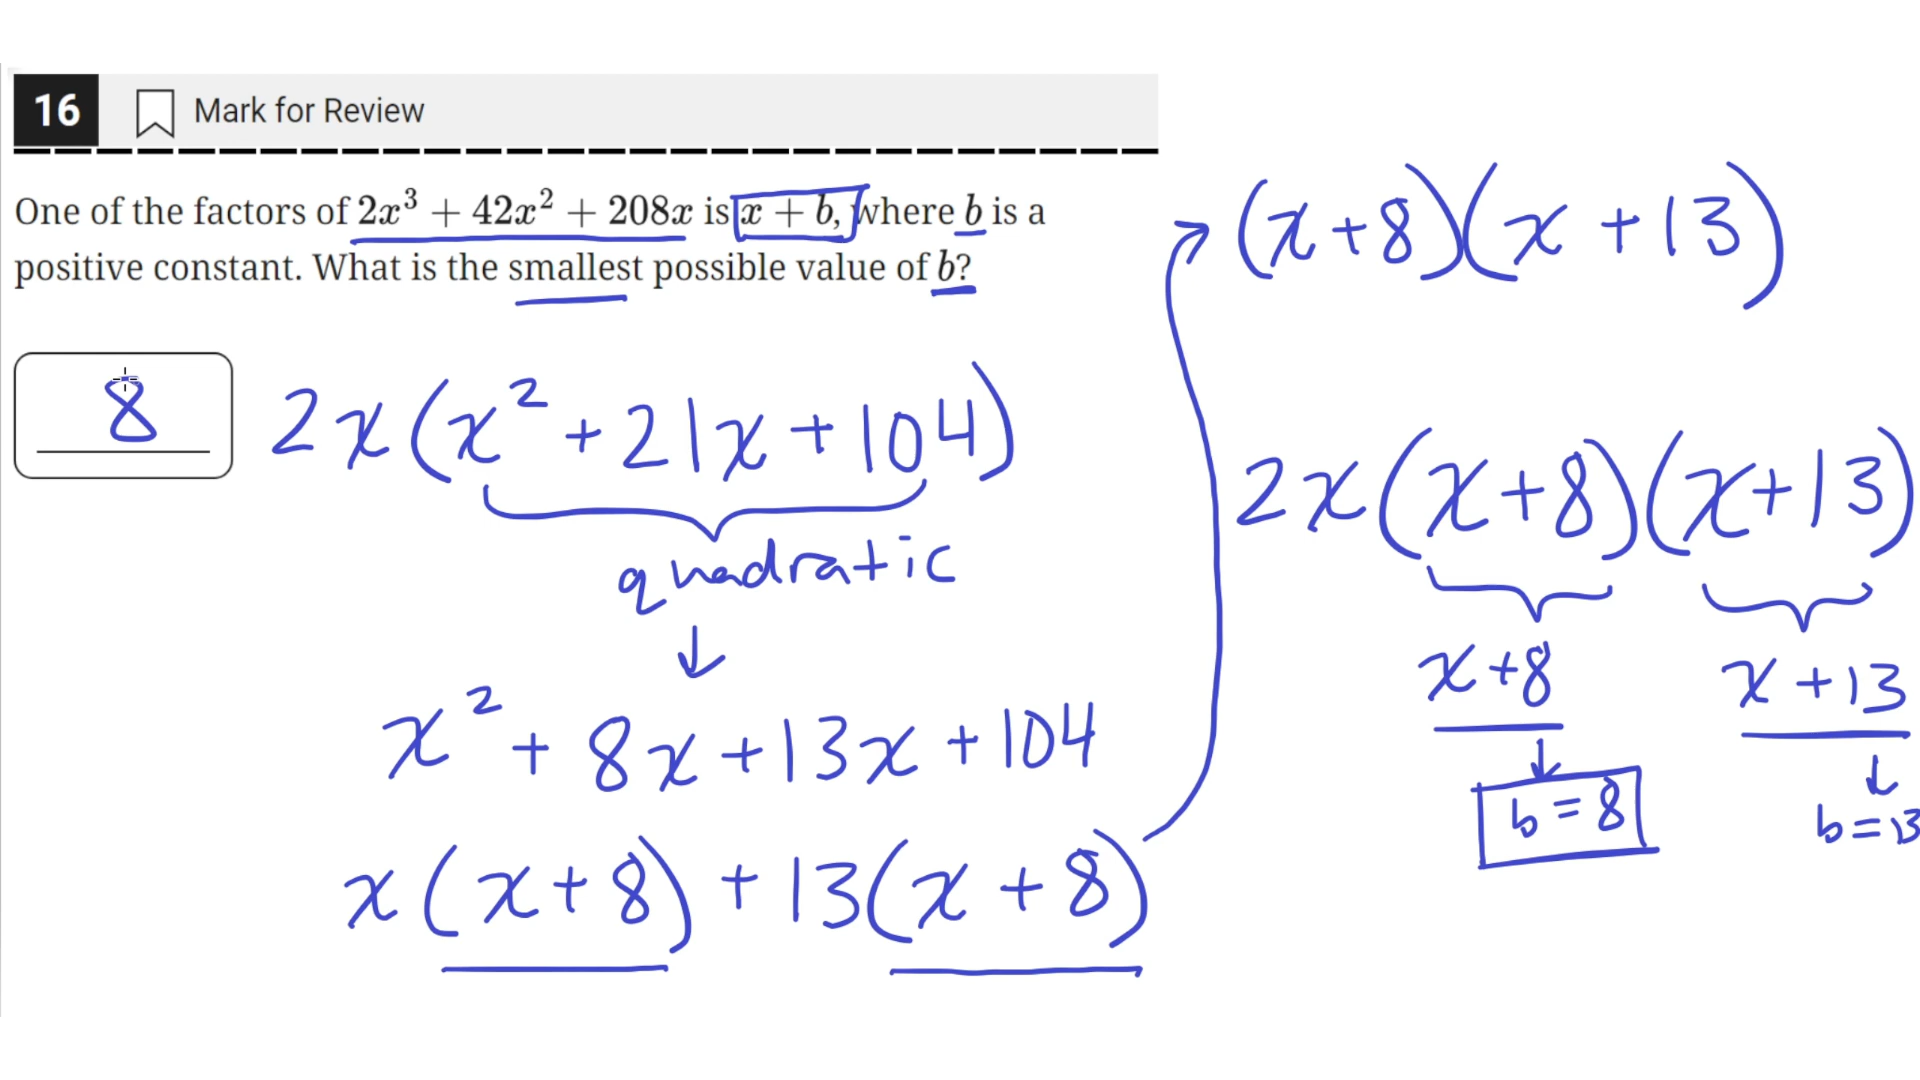 16 Mark for Review
One of the factors of 2x³ + 42x² + 208x is x + b, where b is a
positive constant. What is the smallest possible value of b?
8
2x(x² + 21x + 104)
quadratic
x² + 8x + 13x + 104
x(x + 8) + 13(x + 8)
(x + 8)(x + 13)
2x(x + 8)(x + 13)
x + 8
x + 13
b = 8
b = 13